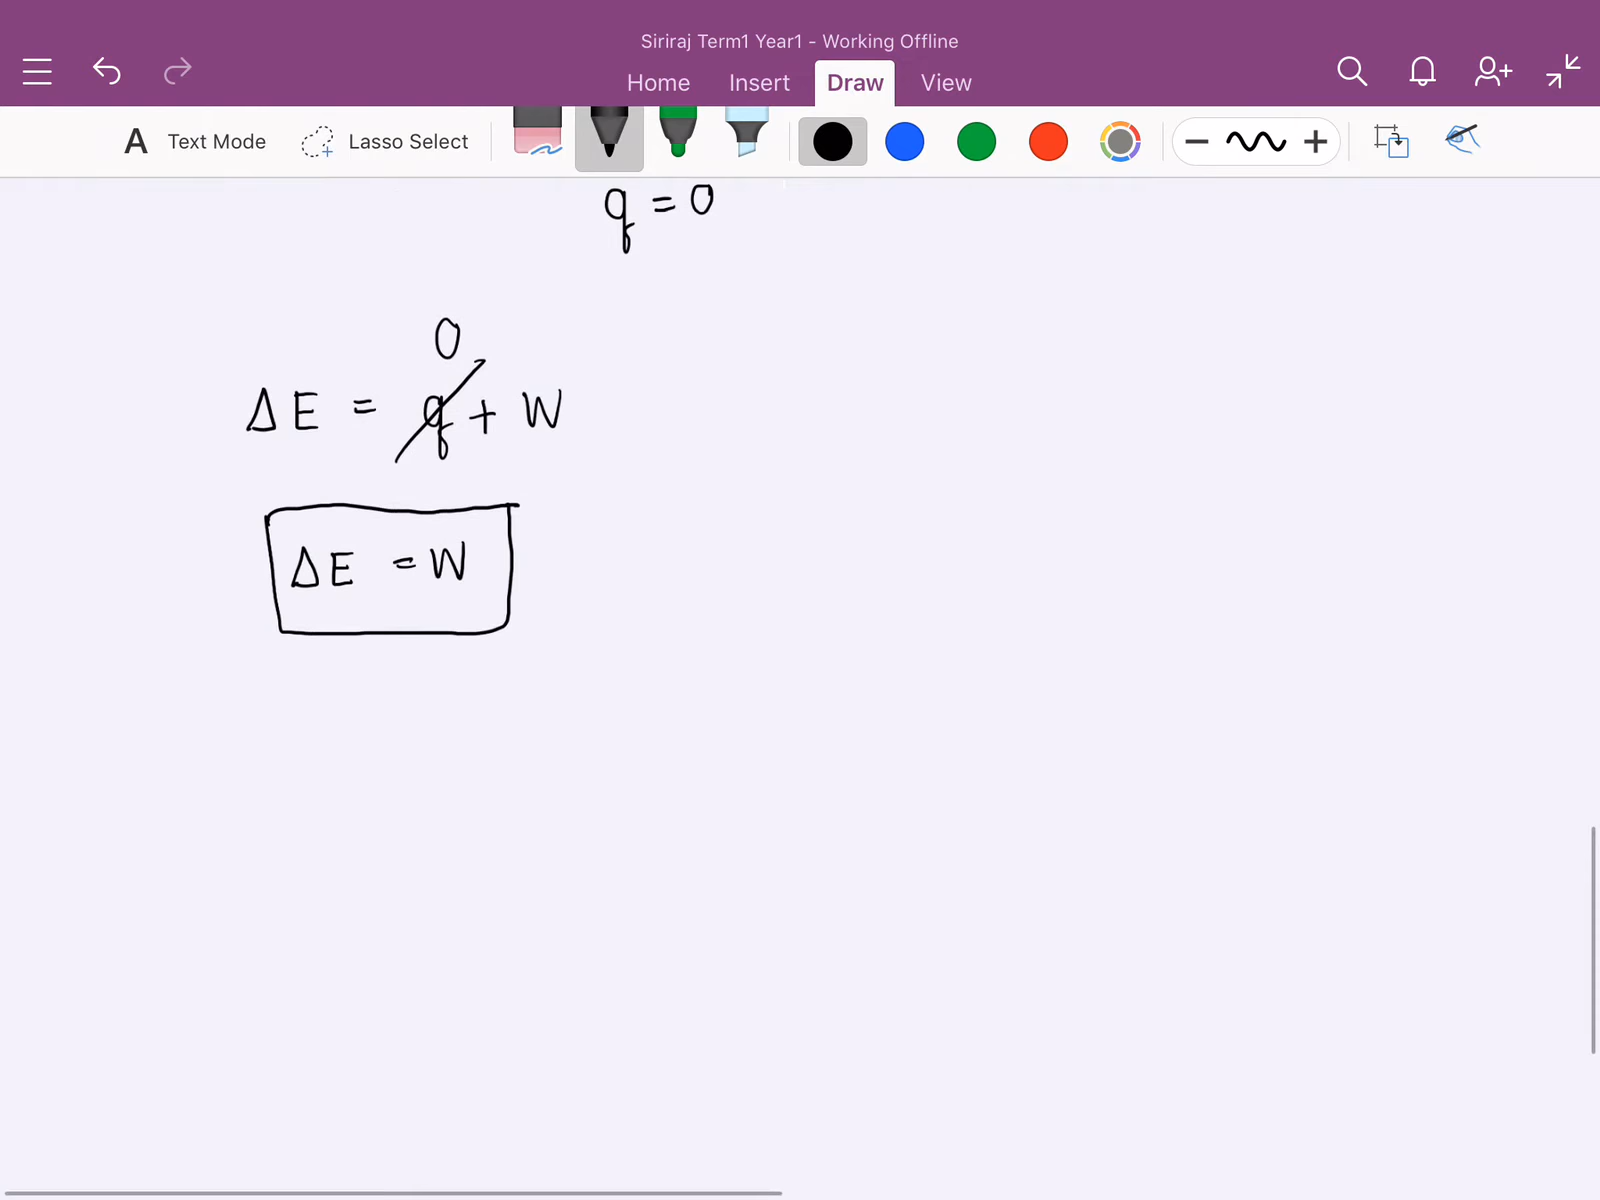 Siriraj Term1 Year1 - Working Offline
Home Insert Draw View
A Text Mode Lasso Select
q = 0
0
ΔE = q + W
ΔE = W